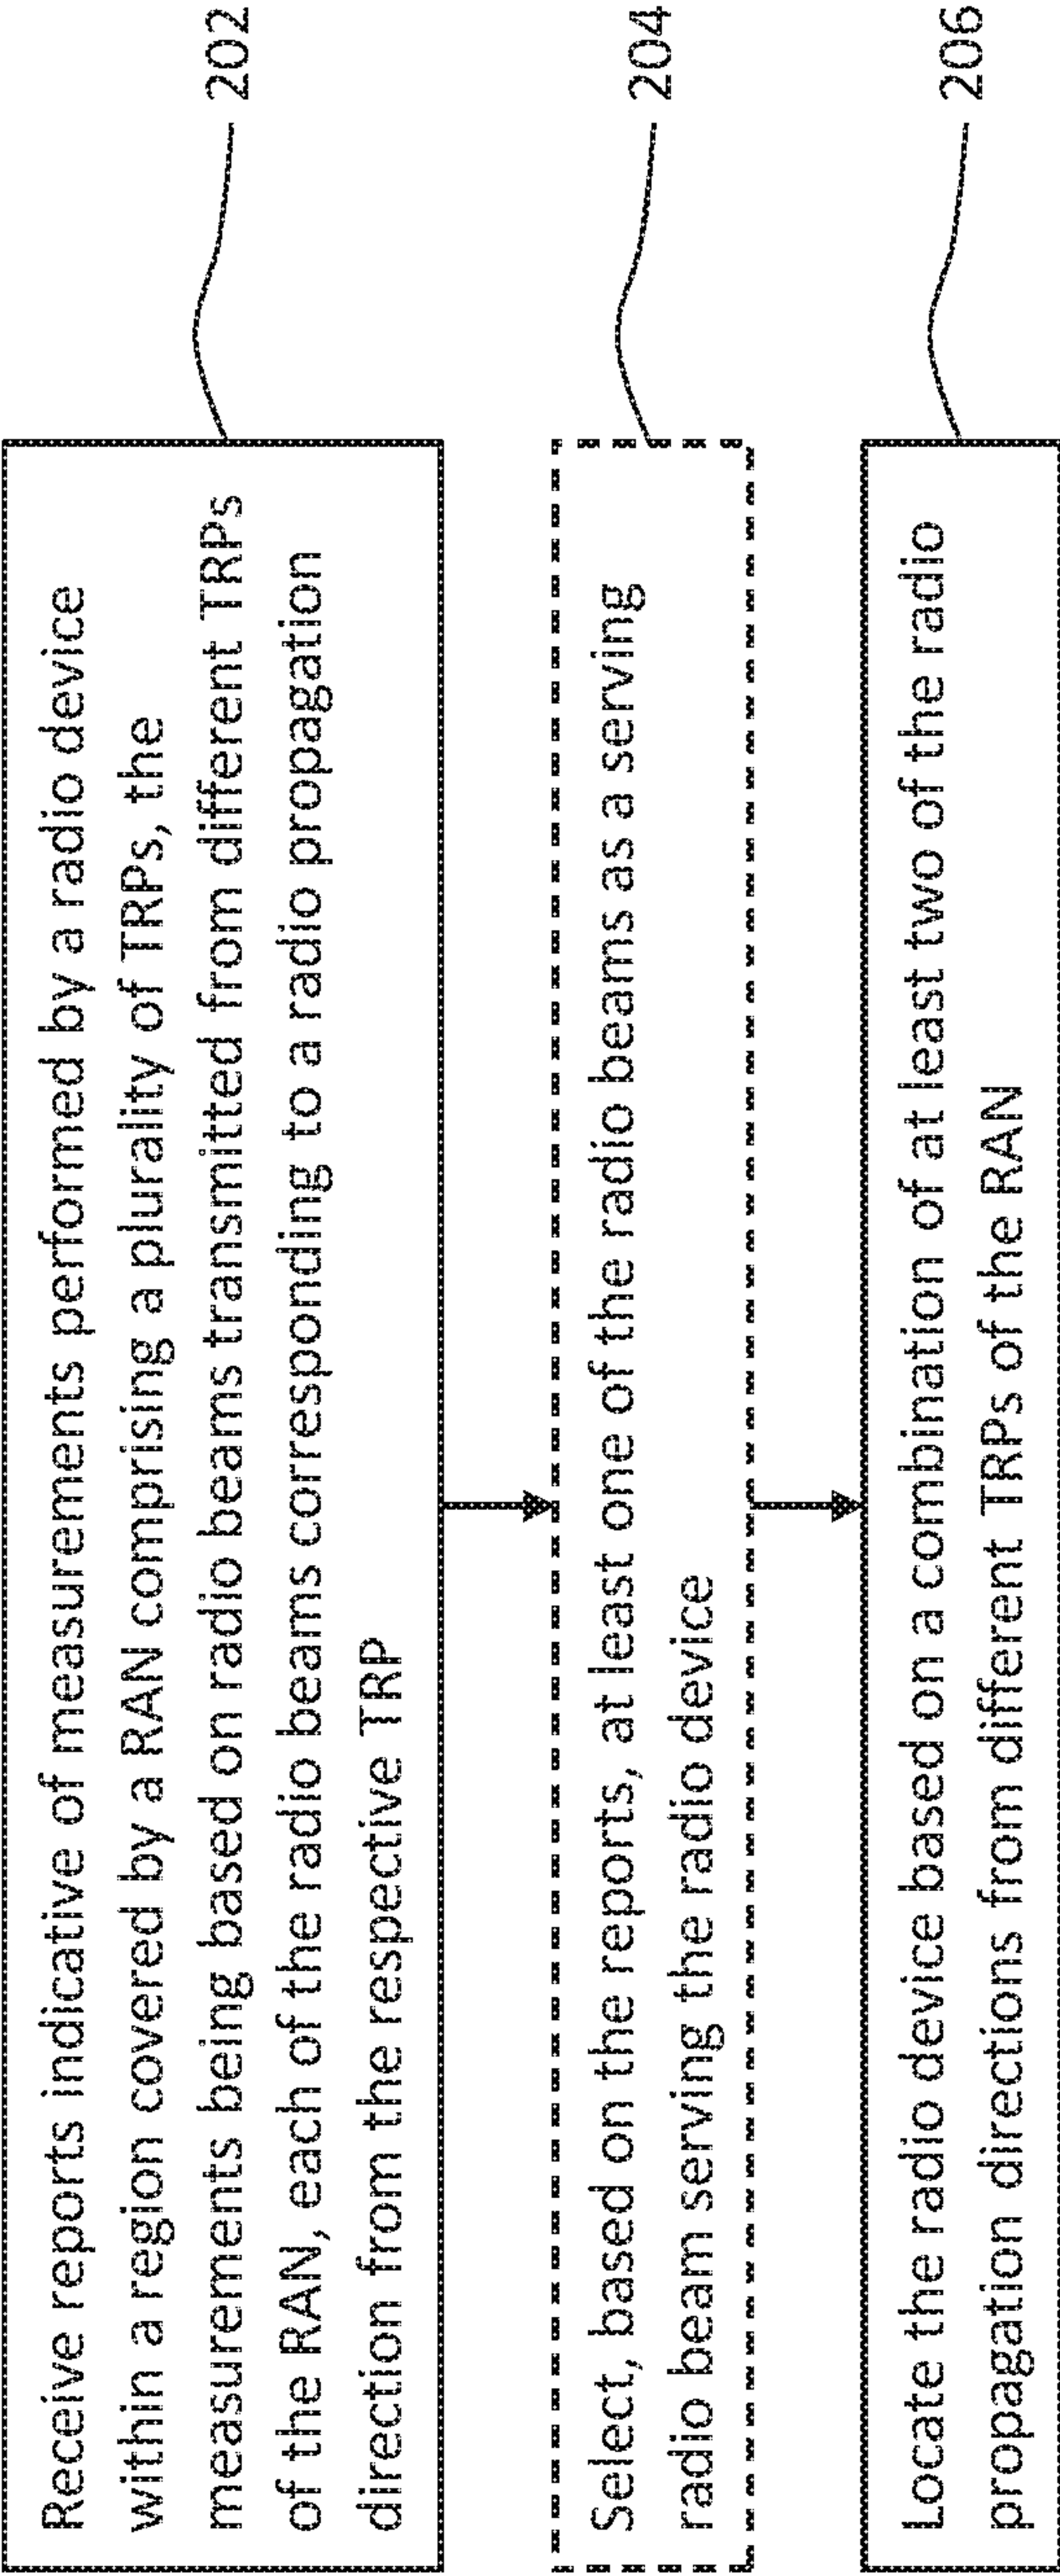 Receive reports indicative of measurements performed by a radio device
within a region covered by a RAN comprising a plurality of TRPs, the
measurements being based on radio beams transmitted from different TRPs
of the RAN, each of the radio beams corresponding to a radio propagation
direction from the respective TRP
202
Select, based on the reports, at least one of the radio beams as a serving
radio beam serving the radio device
204
Locate the radio device based on a combination of at least two of the radio
propagation directions from different TRPs of the RAN
206